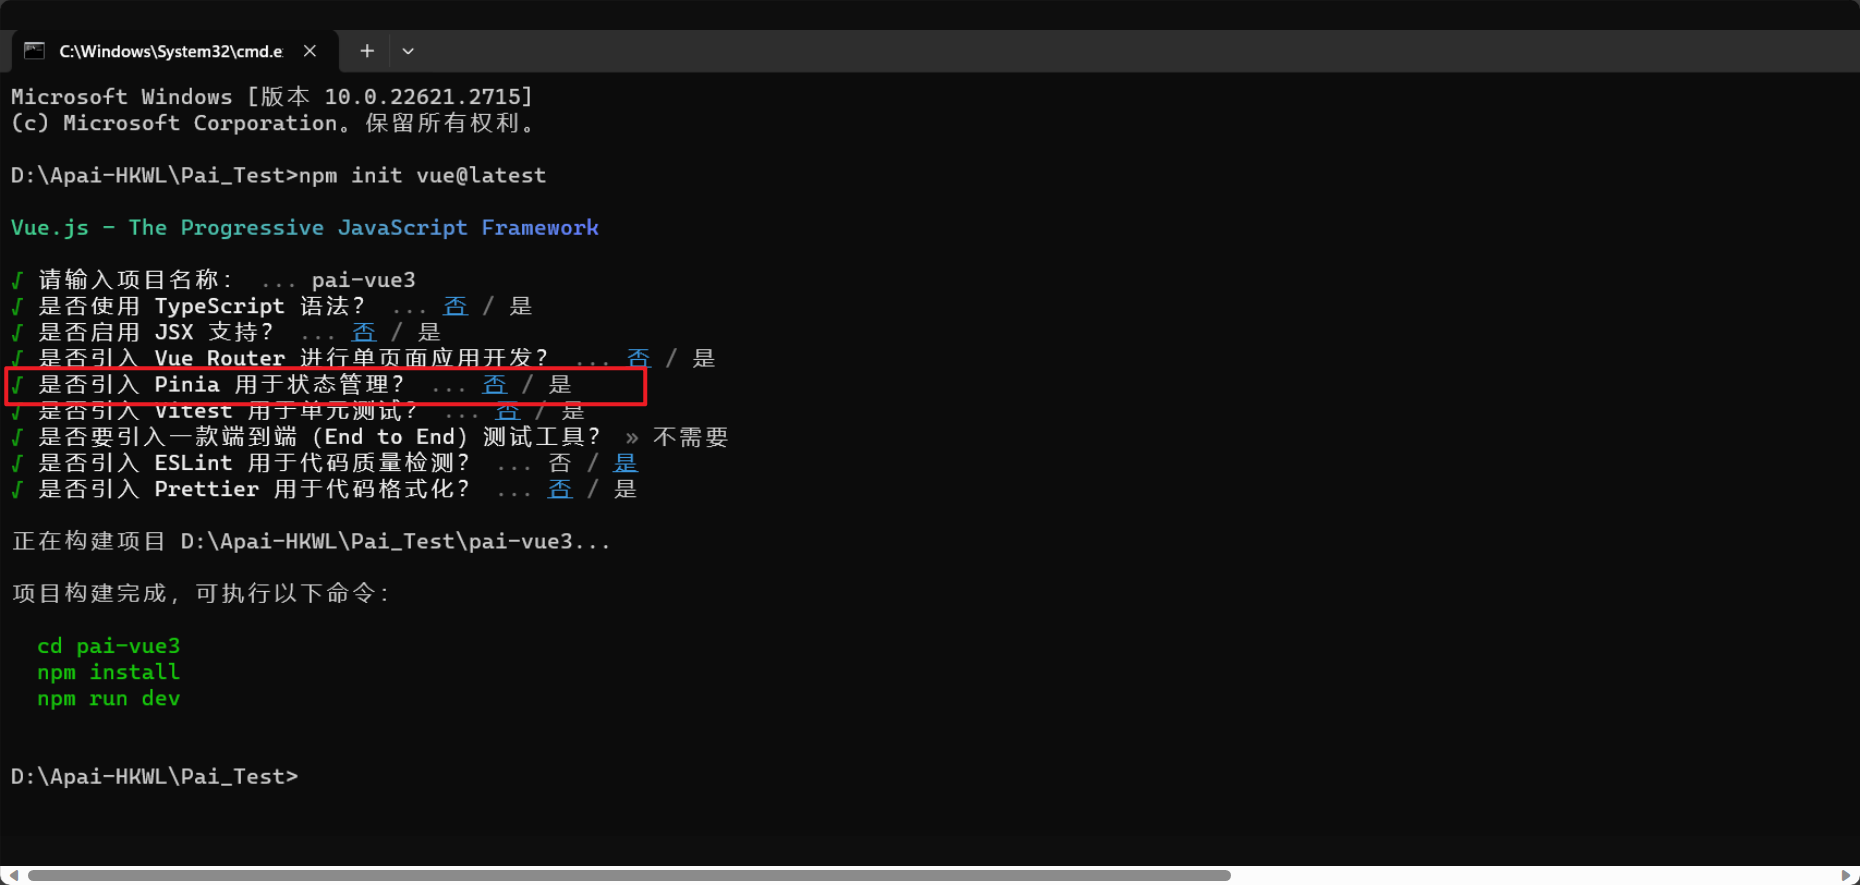 C:\Windows\System32\cmd.e
Microsoft Windows [版本 10.0.22621.2715]
(c) Microsoft Corporation。保留所有权利。
D:\Apai-HKWL\Pai_Test>npm init vue@latest
Vue.js - The Progressive JavaScript Framework
√ 请输入项目名称： ... pai-vue3
√ 是否使用 TypeScript 语法？ ... 否 / 是
√ 是否启用 JSX 支持？ ... 否 / 是
√ 是否引入 Vue Router 进行单页面应用开发？ ... 否 / 是
√ 是否引入 Pinia 用于状态管理？ ... 否 / 是
√ 是否引入 Vitest 用于单元测试？ ... 否 / 是
√ 是否要引入一款端到端（End to End）测试工具？ » 不需要
√ 是否引入 ESLint 用于代码质量检测？ ... 否 / 是
√ 是否引入 Prettier 用于代码格式化？ ... 否 / 是
正在构建项目 D:\Apai-HKWL\Pai_Test\pai-vue3...
项目构建完成，可执行以下命令：
cd pai-vue3
npm install
npm run dev
D:\Apai-HKWL\Pai_Test>